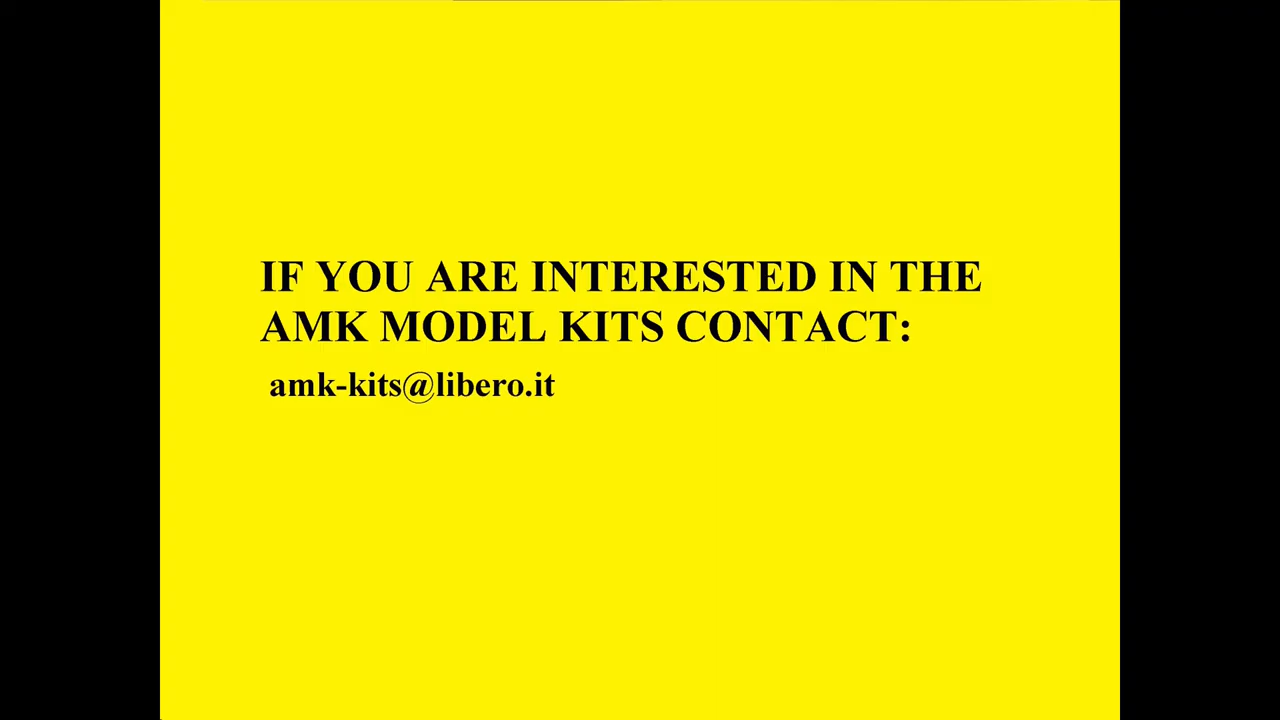 IF YOU ARE INTERESTED IN THE
AMK MODEL KITS CONTACT:
amk-kits@libero.it